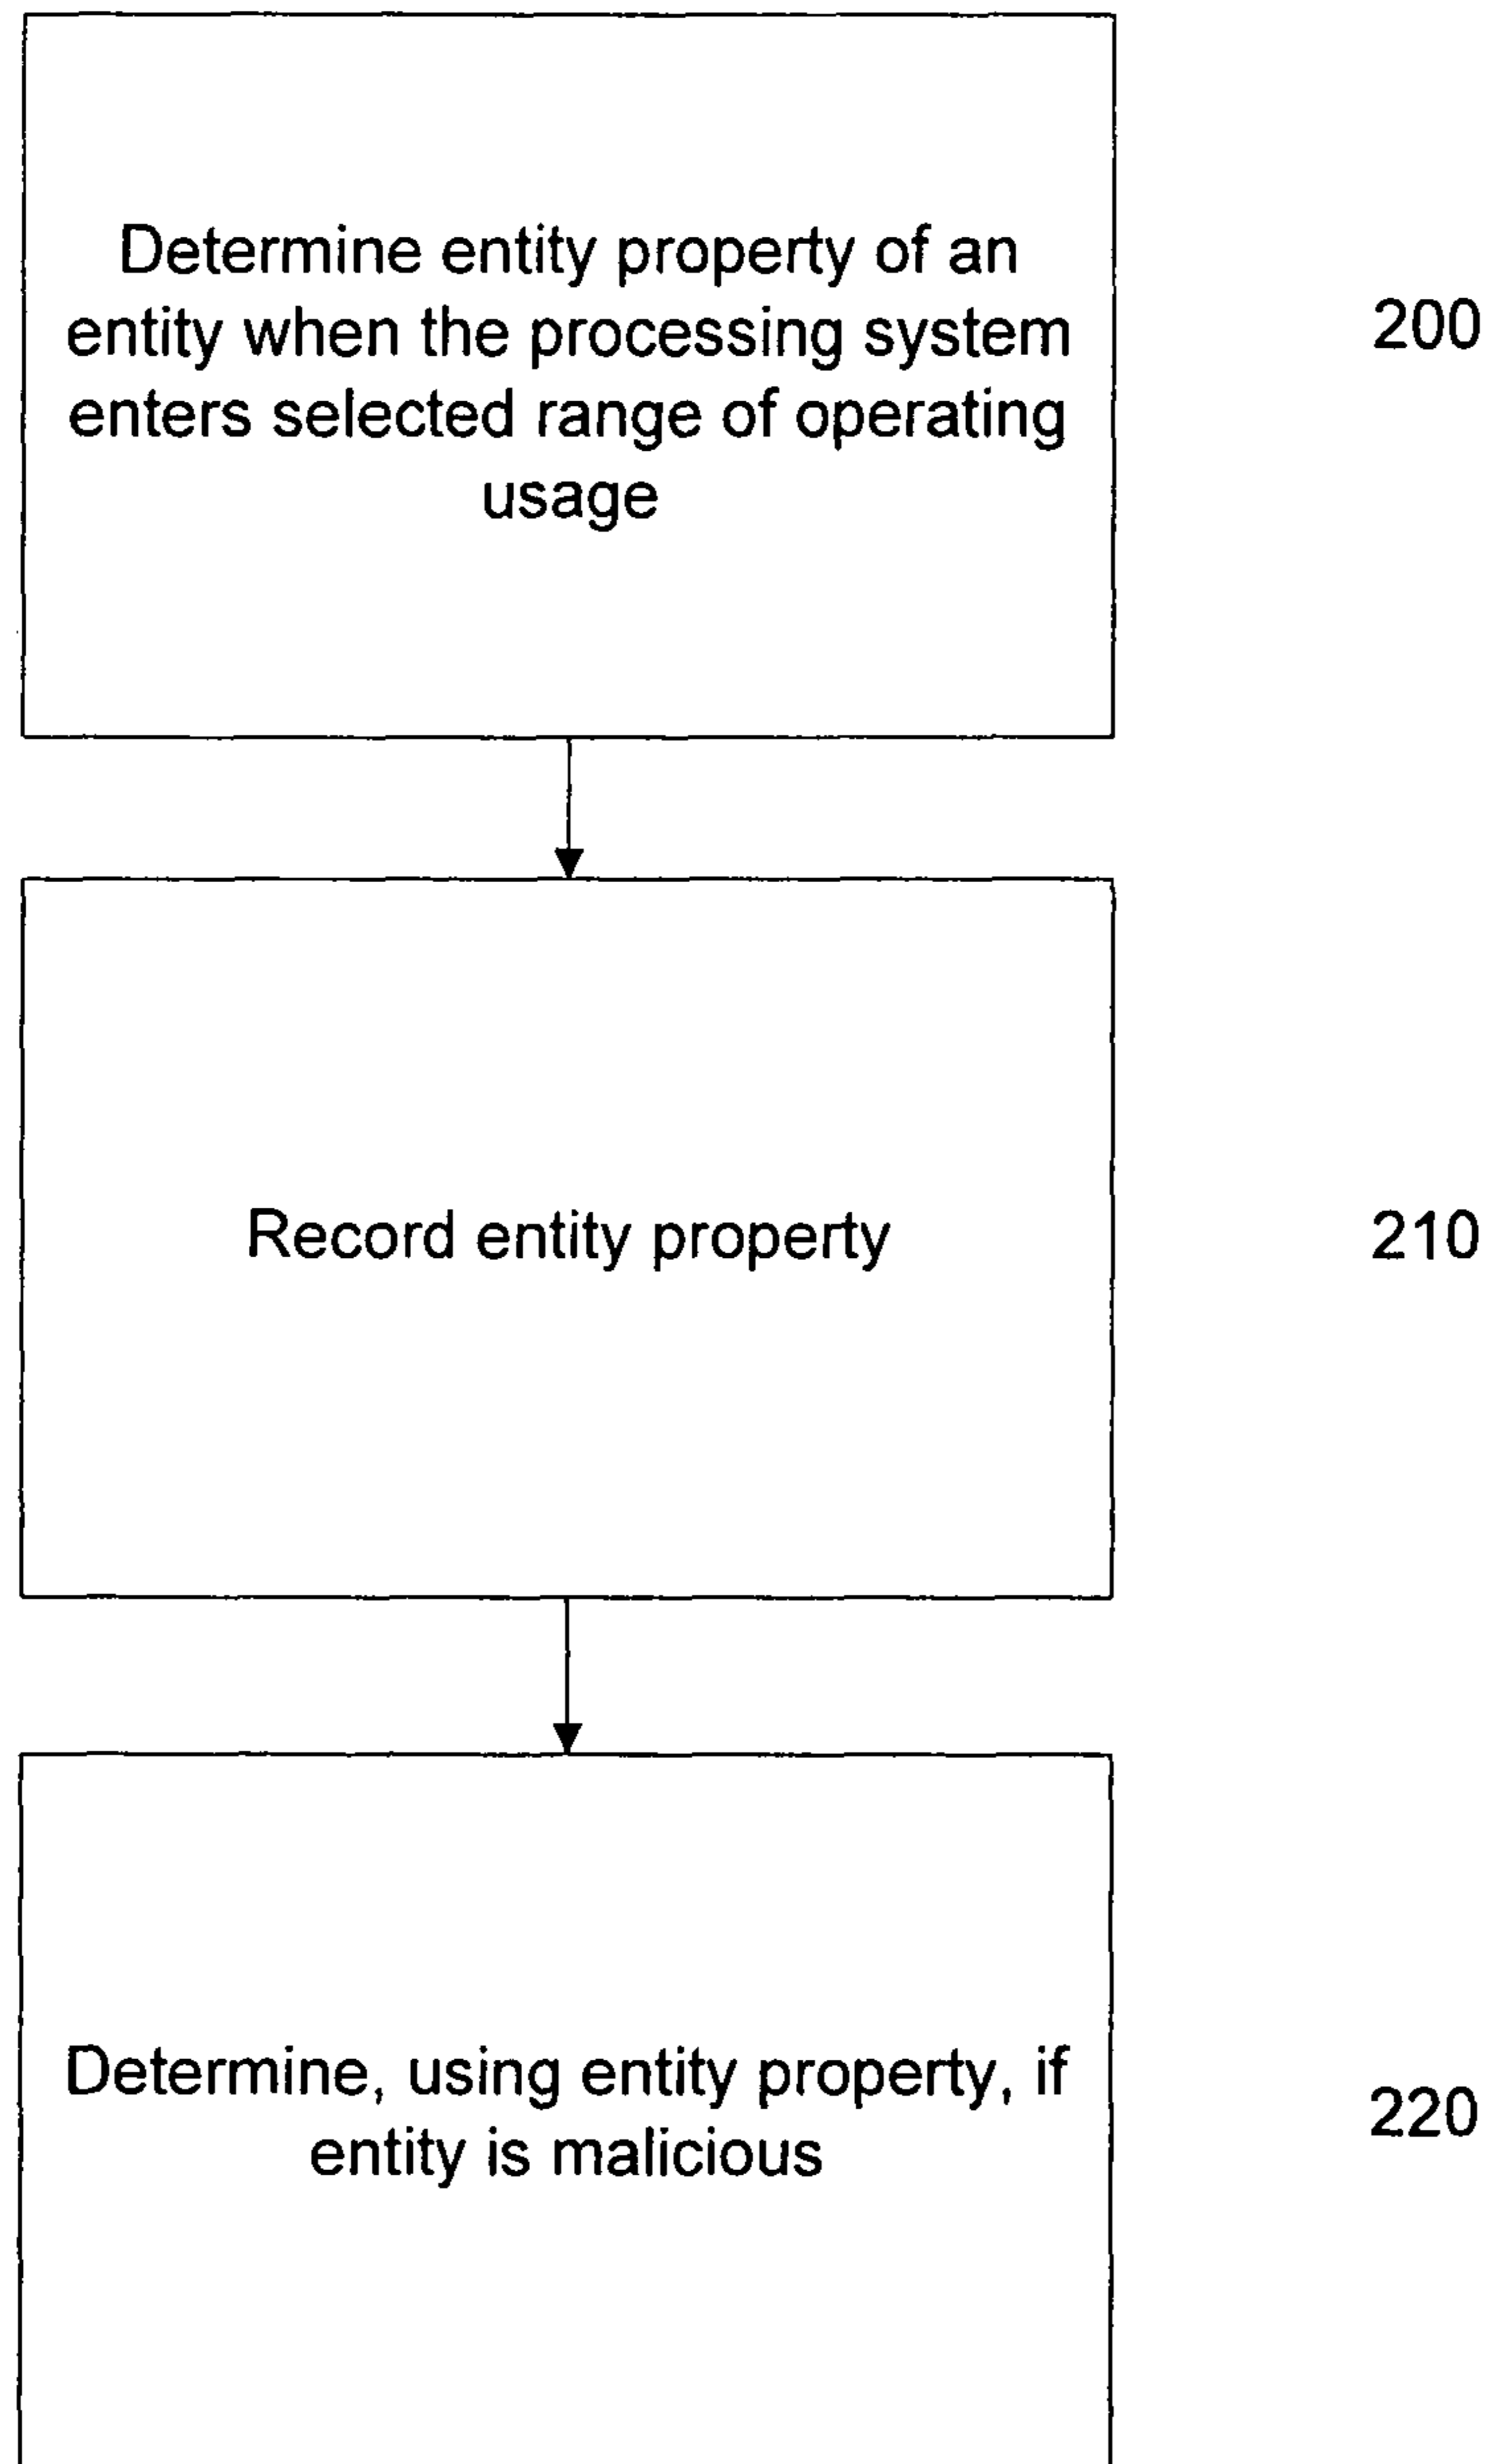 Determine entity property of an
entity when the processing system
enters selected range of operating
usage
200
Record entity property
210
Determine, using entity property, if
entity is malicious
220